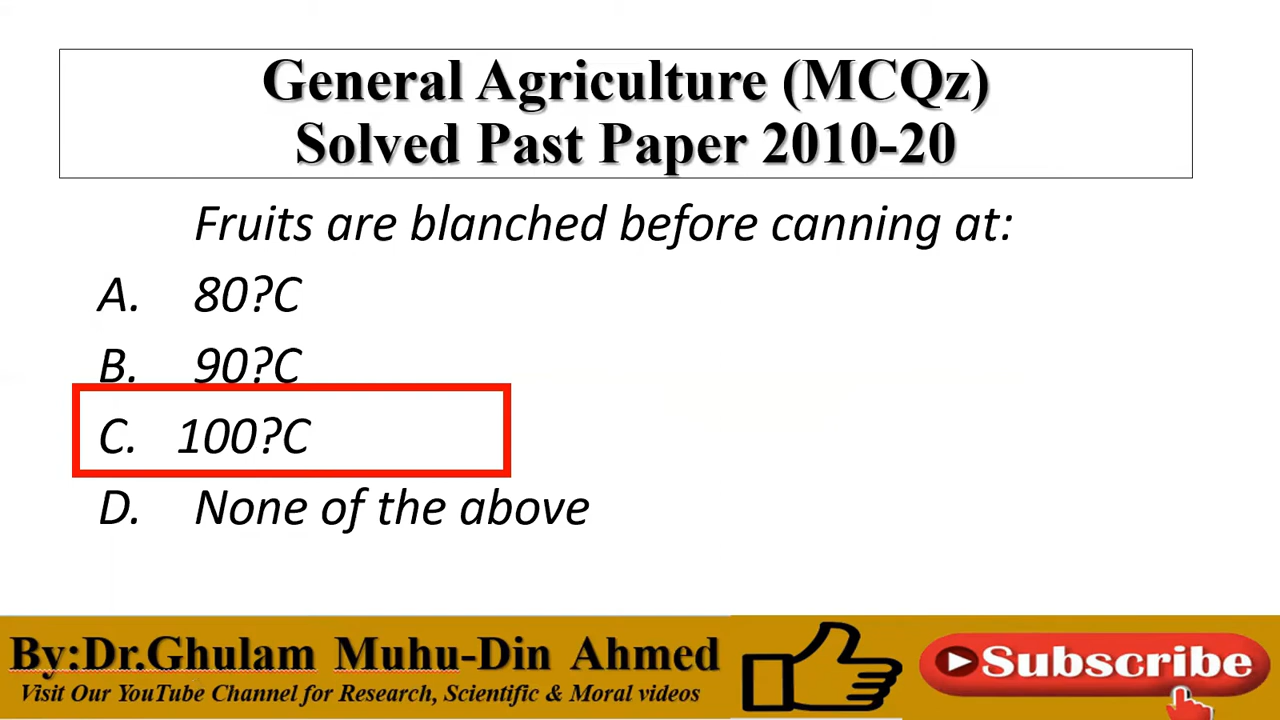 General Agriculture (MCQz)
Solved Past Paper 2010-20
Fruits are blanched before canning at:
A. 80?C
B. 90?C
C. 100?C
D. None of the above
By:Dr.Ghulam Muhu-Din Ahmed
Visit Our YouTube Channel for Research, Scientific & Moral videos
Subscribe